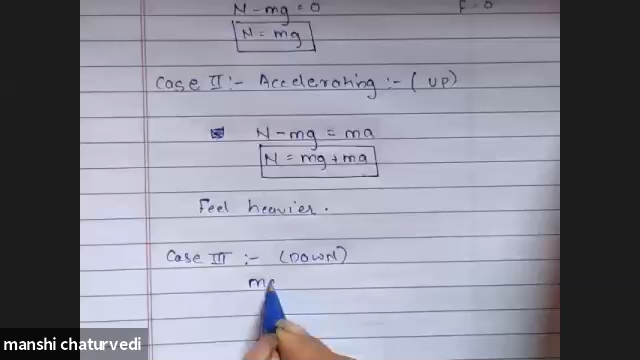 N-mg=0
F=0
N=mg
Case II :- Accelerating :- (UP)
N-mg = ma
N = mg + ma
Feel heavier.
Case III :- (DOWN)
manshi chaturvedi